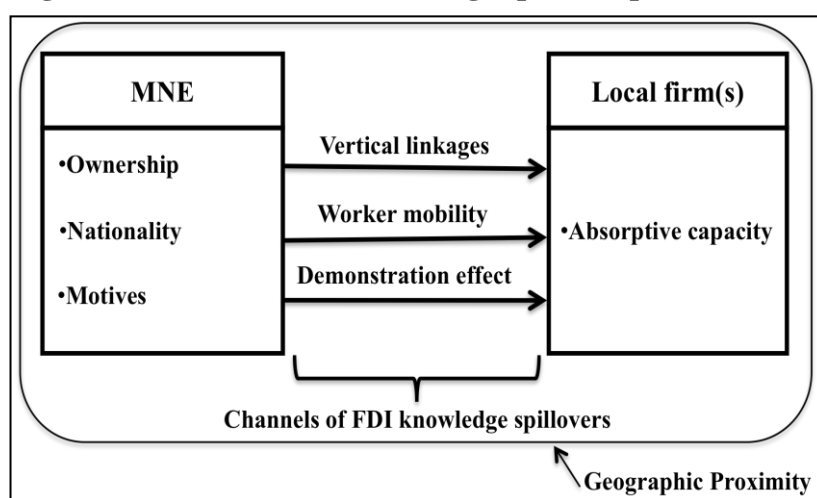 MNE
•Ownership
•Nationality
•Motives
Vertical linkages
Worker mobility
Demonstration effect
Local firm(s)
•Absorptive capacity
Channels of FDI knowledge spillovers
Geographic Proximity